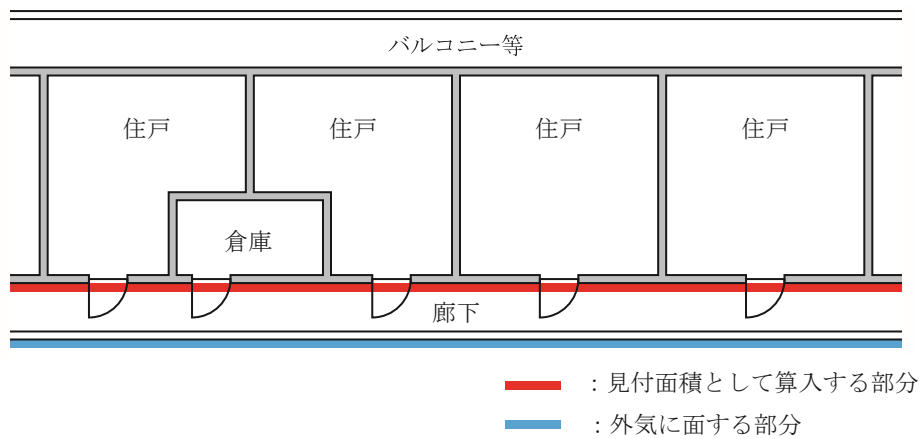 バルコニー等
住戸 住戸 住戸 住戸
倉庫
廊下
：見付面積として算入する部分
：外気に面する部分